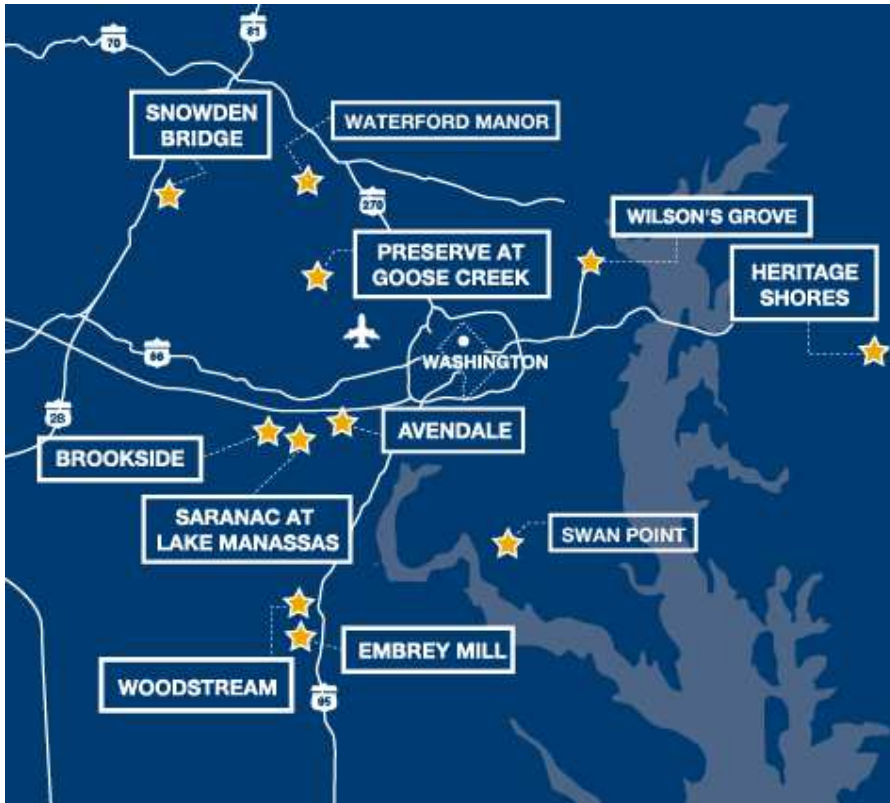 81
70
SNOWDEN
BRIDGE
WATERFORD MANOR
270
WILSON'S GROVE
PRESERVE AT
GOOSE CREEK
HERITAGE
SHORES
66
WASHINGTON
28
AVENDALE
BROOKSIDE
SARANAC AT
LAKE MANASSAS
SWAN POINT
EMBREY MILL
WOODSTREAM
95